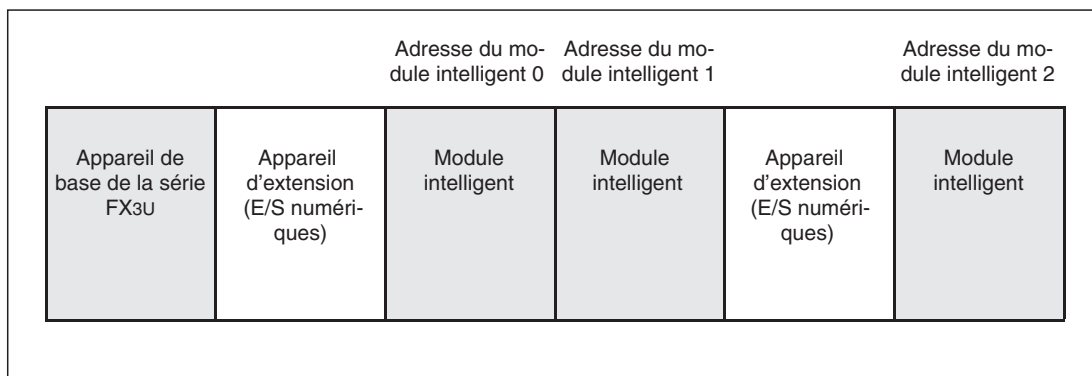 Adresse du mo-
dule intelligent 0
Adresse du mo-
dule intelligent 1
Adresse du mo-
dule intelligent 2
Appareil de
base de la série
FX3U
Appareil
d'extension
(E/S numéri-
ques)
Module
intelligent
Module
intelligent
Appareil
d'extension
(E/S numéri-
ques)
Module
intelligent